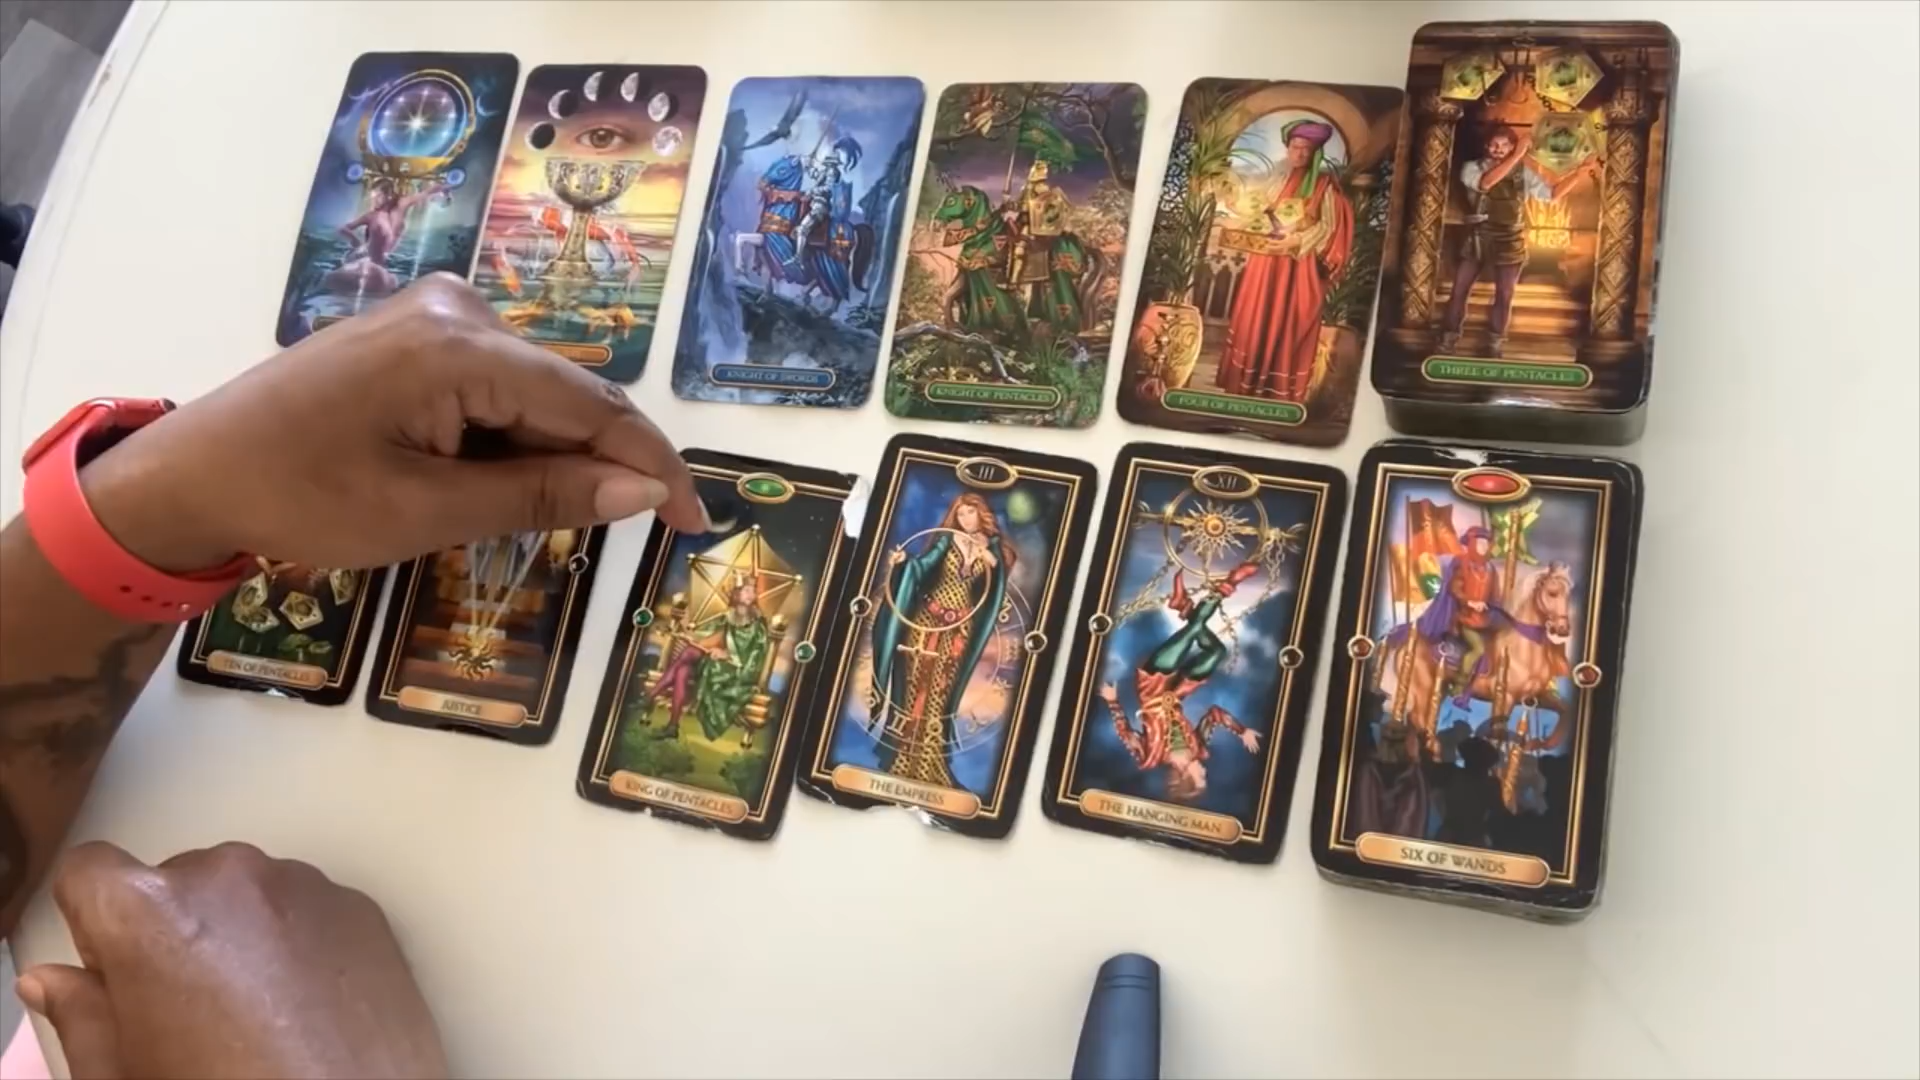 KNIGHT OF SWORDS
KNIGHT OF PENTACLES
FOUR OF PENTACLES
THREE OF PENTACLES
TEN OF PENTACLES
JUSTICE
KING OF PENTACLES
III
THE EMPRESS
XII
THE HANGING MAN
SIX OF WANDS